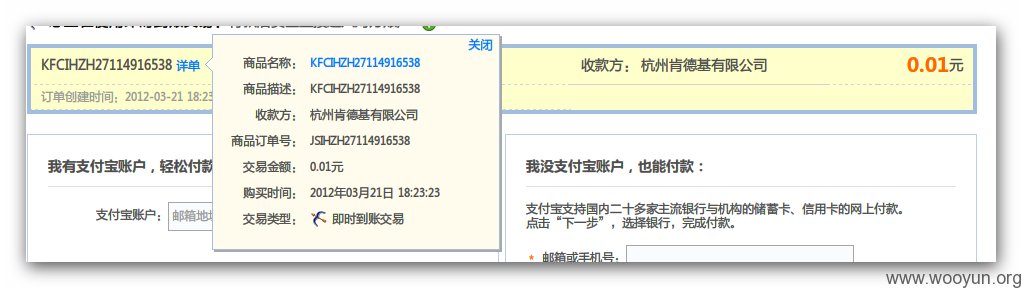 关闭
KFCIHZH27114916538 详单
收款方： 杭州肯德基有限公司
0.01元
订单创建时间：2012-03-21 18:23
商品名称： KFCIHZH27114916538
商品描述： KFCIHZH27114916538
收款方： 杭州肯德基有限公司
商品订单号： JSIHZH27114916538
交易金额： 0.01元
购买时间： 2012年03月21日 18:23:23
交易类型： 即时到账交易
我有支付宝账户，轻松付款
支付宝账户： 邮箱地
我没支付宝账户，也能付款：
支付宝支持国内二十多家主流银行与机构的储蓄卡、信用卡的网上付款。
点击“下一步”，选择银行，完成付款。
* 邮箱或手机号：
www.wooyun.org